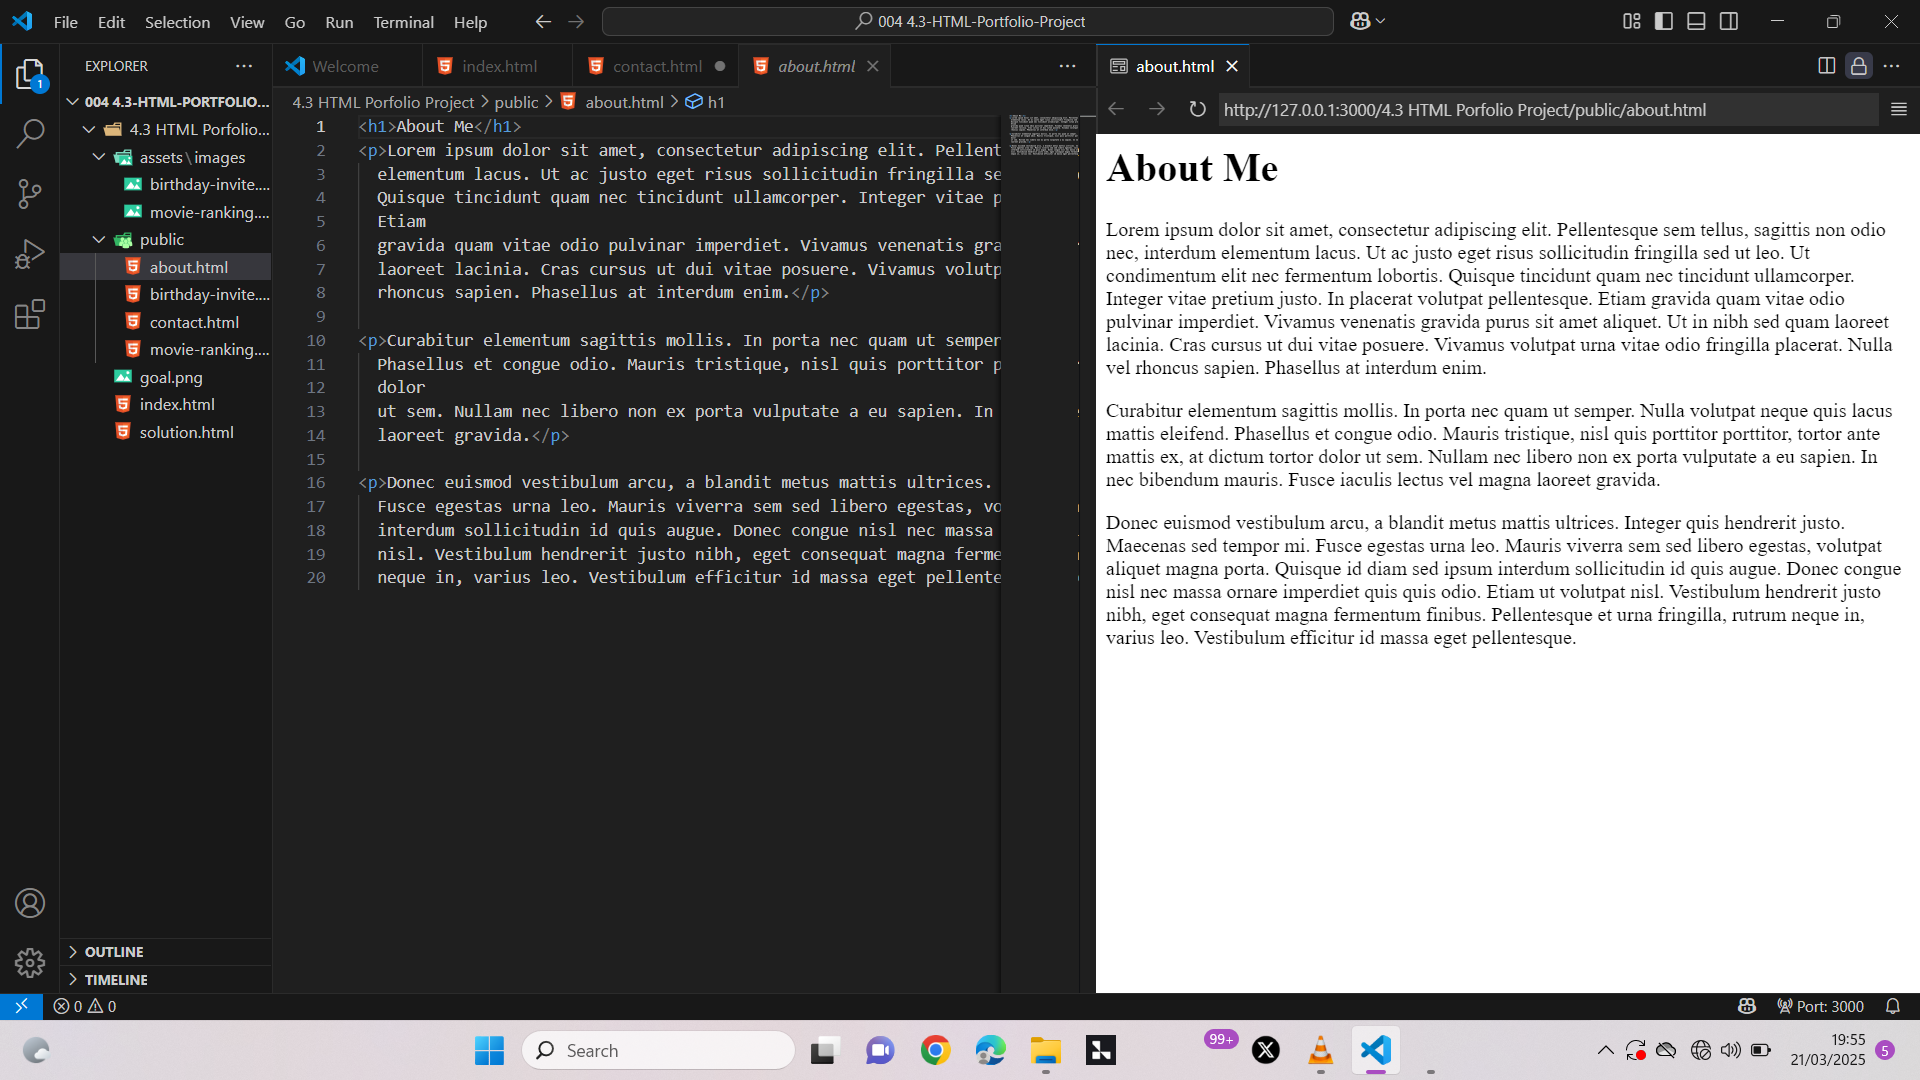 File Edit Selection View Go Run Terminal Help
004 4.3-HTML-Portfolio-Project
EXPLORER
1
004 4.3-HTML-PORTFOLIO...
4.3 HTML Porfolio...
assets\images
birthday-invite....
movie-ranking....
public
about.html
birthday-invite....
contact.html
movie-ranking....
goal.png
index.html
solution.html
OUTLINE
TIMELINE
Welcome index.html contact.html about.html
4.3 HTML Porfolio Project > public > about.html > h1
1 <h1>About Me</h1>
2 <p>Lorem ipsum dolor sit amet, consectetur adipiscing elit. Pellent
3 elementum lacus. Ut ac justo eget risus sollicitudin fringilla se
4 Quisque tincidunt quam nec tincidunt ullamcorper. Integer vitae p
5 Etiam
6 gravida quam vitae odio pulvinar imperdiet. Vivamus venenatis gra
7 laoreet lacinia. Cras cursus ut dui vitae posuere. Vivamus volutp
8 rhoncus sapien. Phasellus at interdum enim.</p>
9
10 <p>Curabitur elementum sagittis mollis. In porta nec quam ut semper
11 Phasellus et congue odio. Mauris tristique, nisl quis porttitor p
12 dolor
13 ut sem. Nullam nec libero non ex porta vulputate a eu sapien. In
14 laoreet gravida.</p>
15
16 <p>Donec euismod vestibulum arcu, a blandit metus mattis ultrices.
17 Fusce egestas urna leo. Mauris viverra sem sed libero egestas, vo
18 interdum sollicitudin id quis augue. Donec congue nisl nec massa
19 nisl. Vestibulum hendrerit justo nibh, eget consequat magna ferme
20 neque in, varius leo. Vestibulum efficitur id massa eget pellente
about.html
http://127.0.0.1:3000/4.3 HTML Porfolio Project/public/about.html
About Me
Lorem ipsum dolor sit amet, consectetur adipiscing elit. Pellentesque sem tellus, sagittis non odio
nec, interdum elementum lacus. Ut ac justo eget risus sollicitudin fringilla sed ut leo. Ut
condimentum elit nec fermentum lobortis. Quisque tincidunt quam nec tincidunt ullamcorper.
Integer vitae pretium justo. In placerat volutpat pellentesque. Etiam gravida quam vitae odio
pulvinar imperdiet. Vivamus venenatis gravida purus sit amet aliquet. Ut in nibh sed quam laoreet
lacinia. Cras cursus ut dui vitae posuere. Vivamus volutpat urna vitae odio fringilla placerat. Nulla
vel rhoncus sapien. Phasellus at interdum enim.
Curabitur elementum sagittis mollis. In porta nec quam ut semper. Nulla volutpat neque quis lacus
mattis eleifend. Phasellus et congue odio. Mauris tristique, nisl quis porttitor porttitor, tortor ante
mattis ex, at dictum tortor dolor ut sem. Nullam nec libero non ex porta vulputate a eu sapien. In
nec bibendum mauris. Fusce iaculis lectus vel magna laoreet gravida.
Donec euismod vestibulum arcu, a blandit metus mattis ultrices. Integer quis hendrerit justo.
Maecenas sed tempor mi. Fusce egestas urna leo. Mauris viverra sem sed libero egestas, volutpat
aliquet magna porta. Quisque id diam sed ipsum interdum sollicitudin id quis augue. Donec congue
nisl nec massa ornare imperdiet quis quis odio. Etiam ut volutpat nisl. Vestibulum hendrerit justo
nibh, eget consequat magna fermentum finibus. Pellentesque et urna fringilla, rutrum neque in,
varius leo. Vestibulum efficitur id massa eget pellentesque.
0 0
Port: 3000
Search
99+
19:55
21/03/2025
5